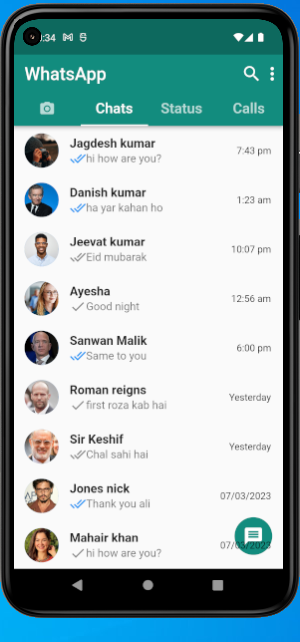 :34
WhatsApp
Chats Status Calls
Jagdesh kumar
hi how are you? 7:43 pm
Danish kumar
ha yar kahan ho 1:23 am
Jeevat kumar
Eid mubarak 10:07 pm
Ayesha
Good night 12:56 am
Sanwan Malik
Same to you 6:00 pm
Roman reigns
first roza kab hai Yesterday
Sir Keshif
Chal sahi hai Yesterday
Jones nick
Thank you ali 07/03/2023
Mahair khan
hi how are you? 07/03/2023